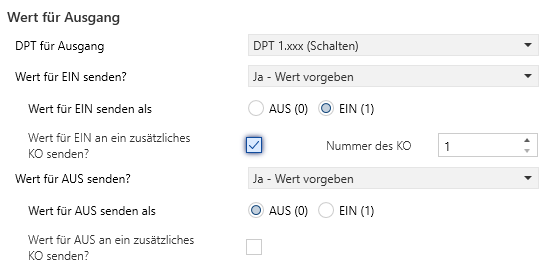 Wert für Ausgang
DPT für Ausgang DPT 1.xxx (Schalten)
Wert für EIN senden? Ja - Wert vorgeben
Wert für EIN senden als AUS (0) EIN (1)
Wert für EIN an ein zusätzliches
KO senden? Nummer des KO 1
Wert für AUS senden? Ja - Wert vorgeben
Wert für AUS senden als AUS (0) EIN (1)
Wert für AUS an ein zusätzliches
KO senden?